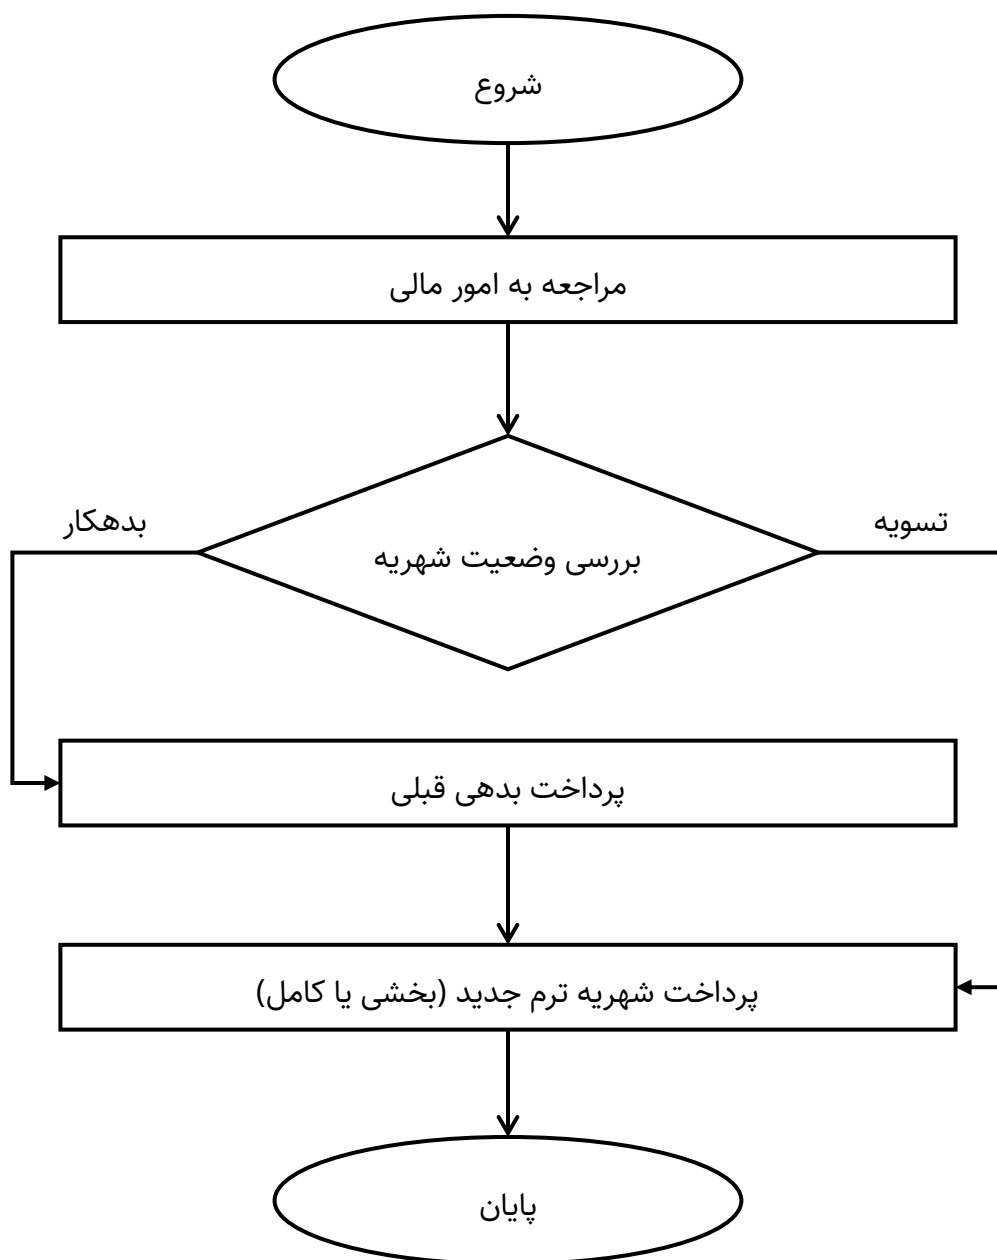 شروع
مراجعه به امور مالی
بدهکار
تسویه
بررسی وضعیت شهریه
پرداخت بدهی قبلی
پرداخت شهریه ترم جدید (بخشی یا کامل)
پایان